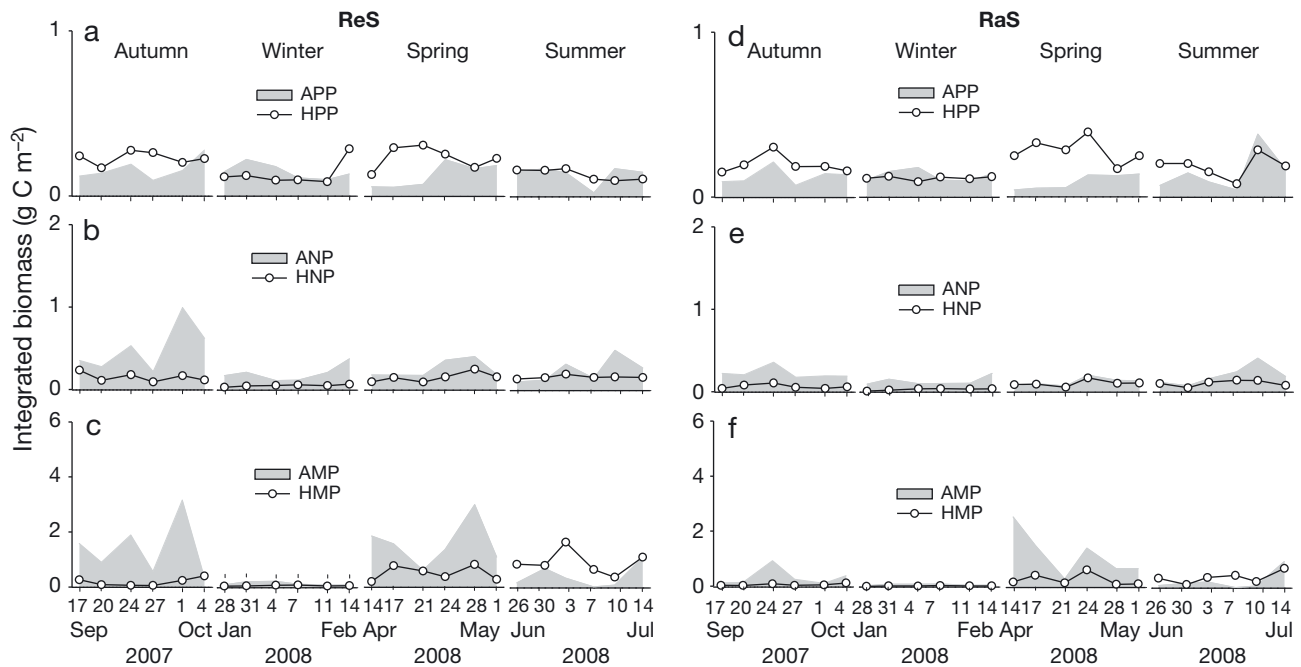 ReS
RaS
Integrated biomass (g C m–2)
a
Autumn Winter Spring Summer
APP
HPP
1
0
b
ANP
HNP
2
1
0
c
AMP
HMP
6
4
2
0
d
Autumn Winter Spring Summer
APP
HPP
1
0
e
ANP
HNP
2
1
0
f
AMP
HMP
6
4
2
0
17 20 24 27 1 4 28 31 4 7 11 14 14 17 21 24 28 1 26 30 3 7 10 14
Sep Oct Jan Feb Apr May Jun Jul
2007 2008 2008 2008
17 20 24 27 1 4 28 31 4 7 11 14 14 17 21 24 28 1 26 30 3 7 10 14
Sep Oct Jan Feb Apr May Jun Jul
2007 2008 2008 2008